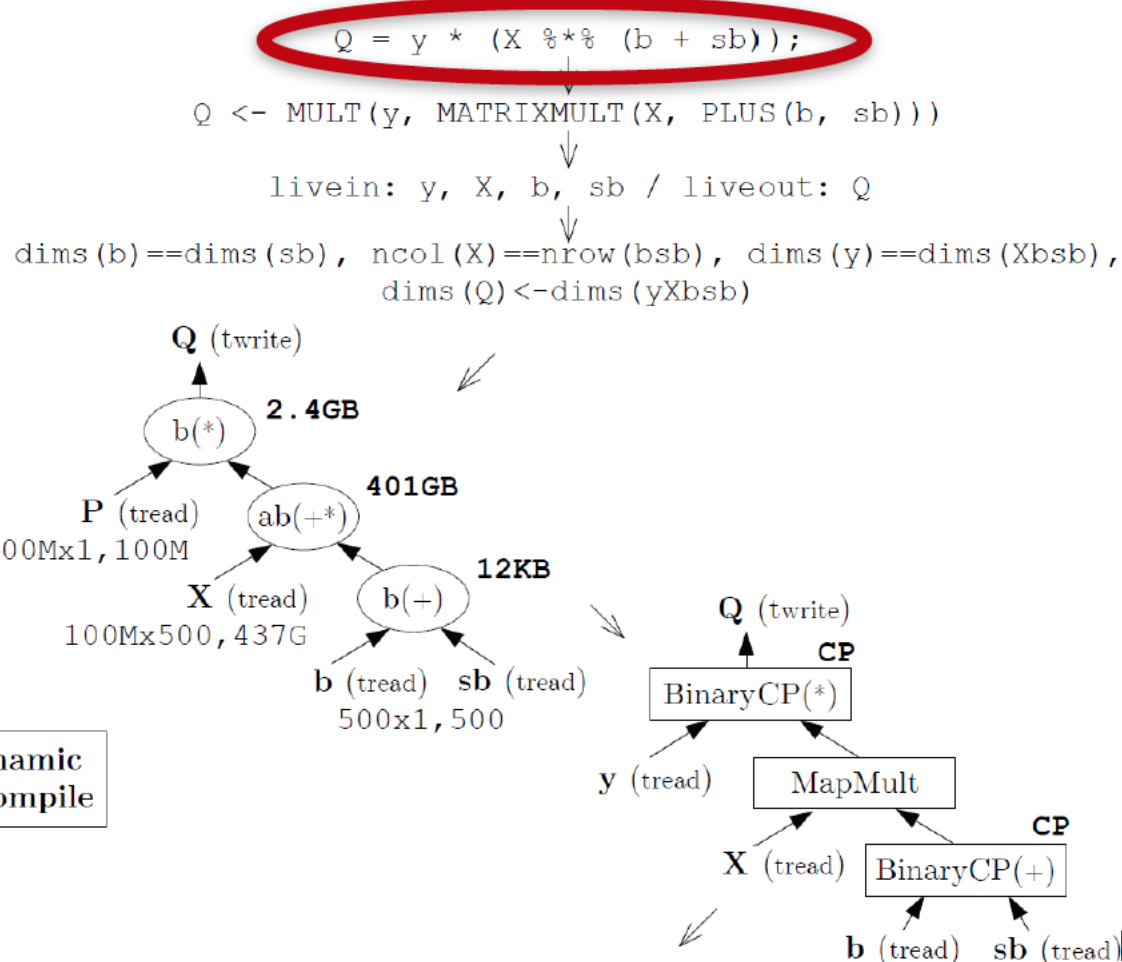 Q = y * (X %*% (b + sb));
Q <- MULT(y, MATRIXMULT(X, PLUS(b, sb)))
livein: y, X, b, sb / liveout: Q
dims(b)==dims(sb), ncol(X)==nrow(bsb), dims(y)==dims(Xbsb),
dims(Q)<-dims(yXbsb)
Q (twrite)
b(*) 2.4GB
P (tread) ab(+*) 401GB
00Mx1,100M
X (tread) b(+) 12KB
100Mx500,437G
b (tread) sb (tread)
500x1,500
Q (twrite)
CP
BinaryCP(*)
y (tread) MapMult
CP
X (tread) BinaryCP(+)
b (tread) sb (tread)
namic
ompile